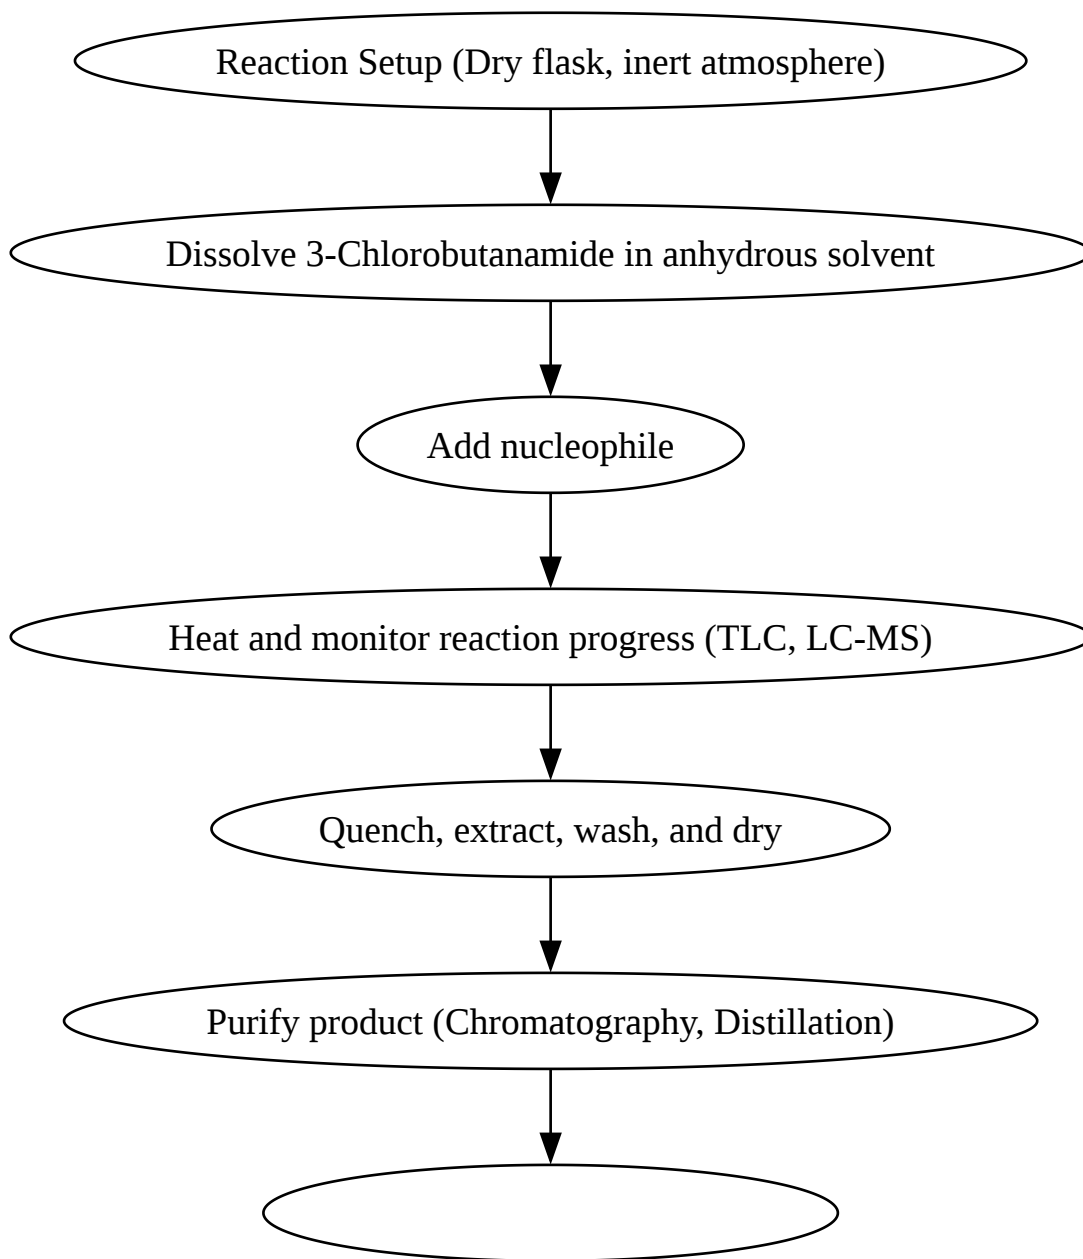 Reaction Setup (Dry flask, inert atmosphere)
Dissolve 3-Chlorobutanamide in anhydrous solvent
Add nucleophile
Heat and monitor reaction progress (TLC, LC-MS)
Quench, extract, wash, and dry
Purify product (Chromatography, Distillation)